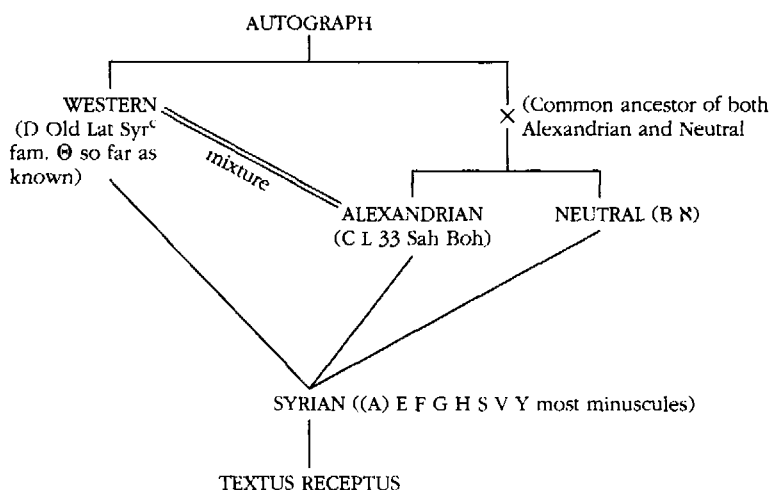 AUTOGRAPH
WESTERN
(D Old Lat Syrᶜ
fam. Θ so far as
known)
mixture
× (Common ancestor of both
Alexandrian and Neutral
ALEXANDRIAN
(C L 33 Sah Boh)
NEUTRAL (B א)
SYRIAN ((A) E F G H S V Y most minuscules)
TEXTUS RECEPTUS